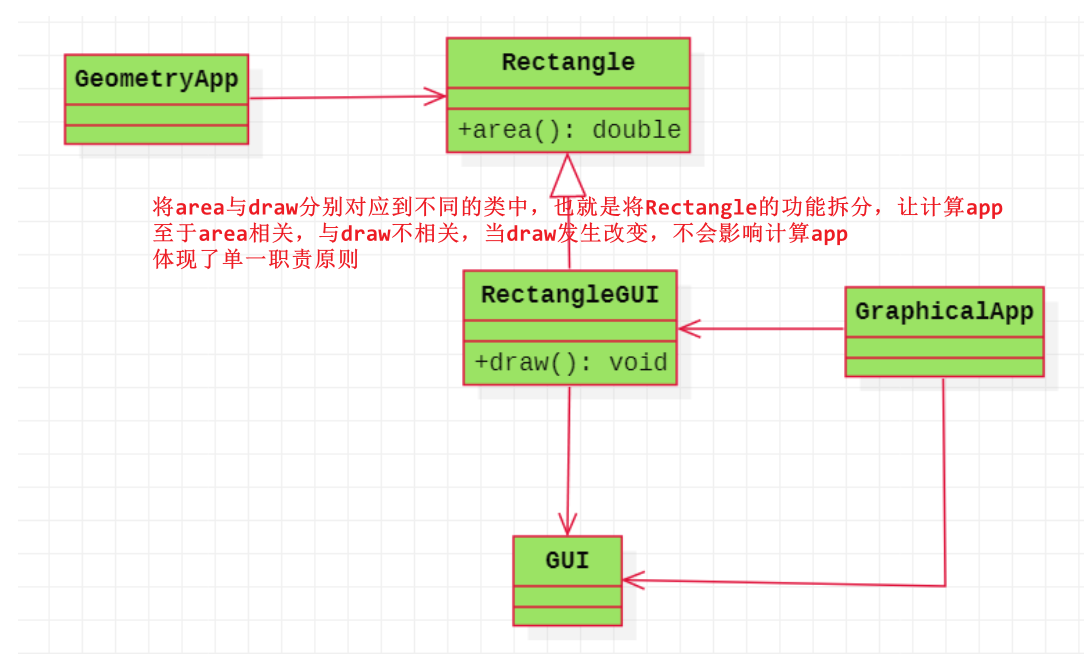 GeometryApp
Rectangle
+area(): double
将area与draw分别对应到不同的类中，也就是将Rectangle的功能拆分，让计算app
至于area相关，与draw不相关，当draw发生改变，不会影响计算app
体现了单一职责原则
RectangleGUI
+draw(): void
GraphicalApp
GUI